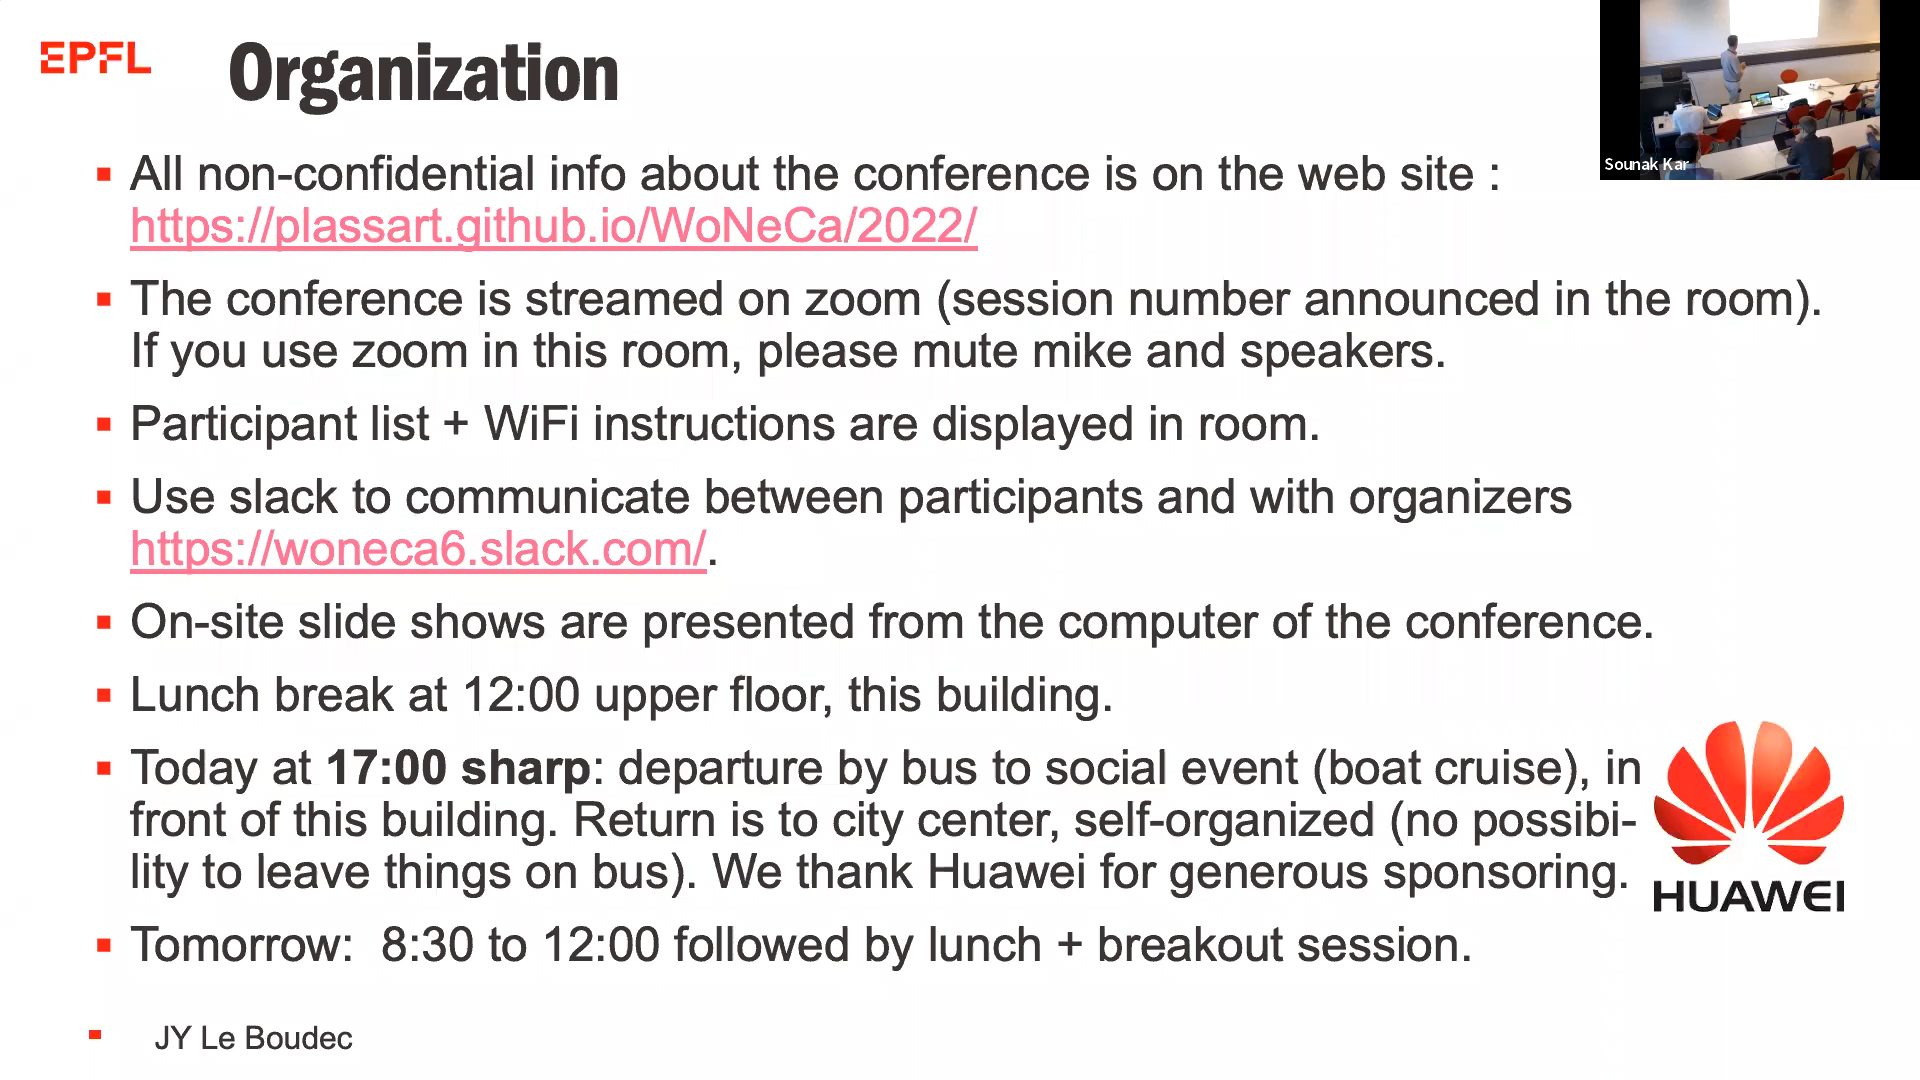 EPFL
Organization
Sounak Kar
▪ All non-confidential info about the conference is on the web site :
https://plassart.github.io/WoNeCa/2022/
▪ The conference is streamed on zoom (session number announced in the room).
If you use zoom in this room, please mute mike and speakers.
▪ Participant list + WiFi instructions are displayed in room.
▪ Use slack to communicate between participants and with organizers
https://woneca6.slack.com/.
▪ On-site slide shows are presented from the computer of the conference.
▪ Lunch break at 12:00 upper floor, this building.
▪ Today at 17:00 sharp: departure by bus to social event (boat cruise), in
front of this building. Return is to city center, self-organized (no possibi-
lity to leave things on bus). We thank Huawei for generous sponsoring.
HUAWEI
▪ Tomorrow:  8:30 to 12:00 followed by lunch + breakout session.
▪ JY Le Boudec